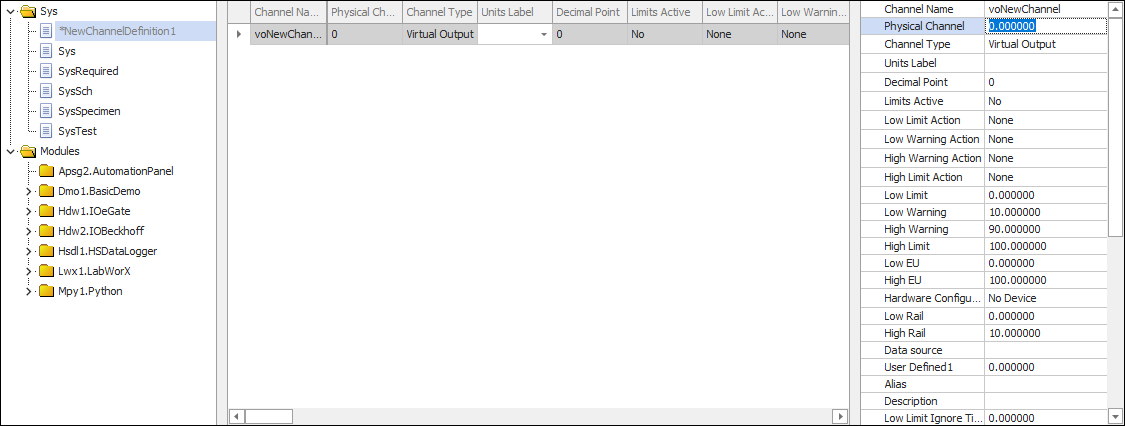 Sys
*NewChannelDefinition1
Sys
SysRequired
SysSch
SysSpecimen
SysTest
Modules
Apsg2.AutomationPanel
Dmo1.BasicDemo
Hdw1.IOeGate
Hdw2.IOBeckhoff
Hsdl1.HSDataLogger
Lwx1.LabWorX
Mpy1.Python
Channel Na... Physical Ch... Channel Type Units Label Decimal Point Limits Active Low Limit Ac... Low Warnin...
voNewChan... 0 Virtual Output 0 No None None
Channel Name voNewChannel
Physical Channel 0.000000
Channel Type Virtual Output
Units Label
Decimal Point 0
Limits Active No
Low Limit Action None
Low Warning Action None
High Warning Action None
High Limit Action None
Low Limit 0.000000
Low Warning 10.000000
High Warning 90.000000
High Limit 100.000000
Low EU 0.000000
High EU 100.000000
Hardware Configu... No Device
Low Rail 0.000000
High Rail 10.000000
Data source
User Defined1 0.000000
Alias
Description
Low Limit Ignore Ti... 0.000000